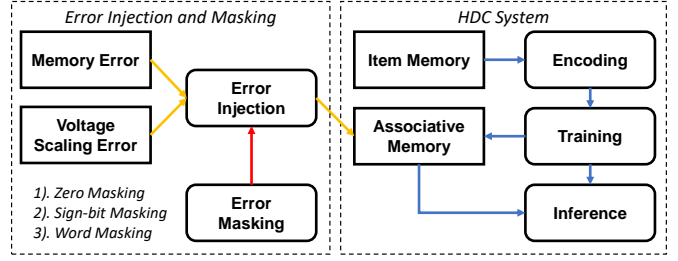 Error Injection and Masking
Memory Error
Voltage
Scaling Error
Error
Injection
1). Zero Masking
2). Sign-bit Masking
3). Word Masking
Error
Masking
HDC System
Item Memory
Encoding
Associative
Memory
Training
Inference